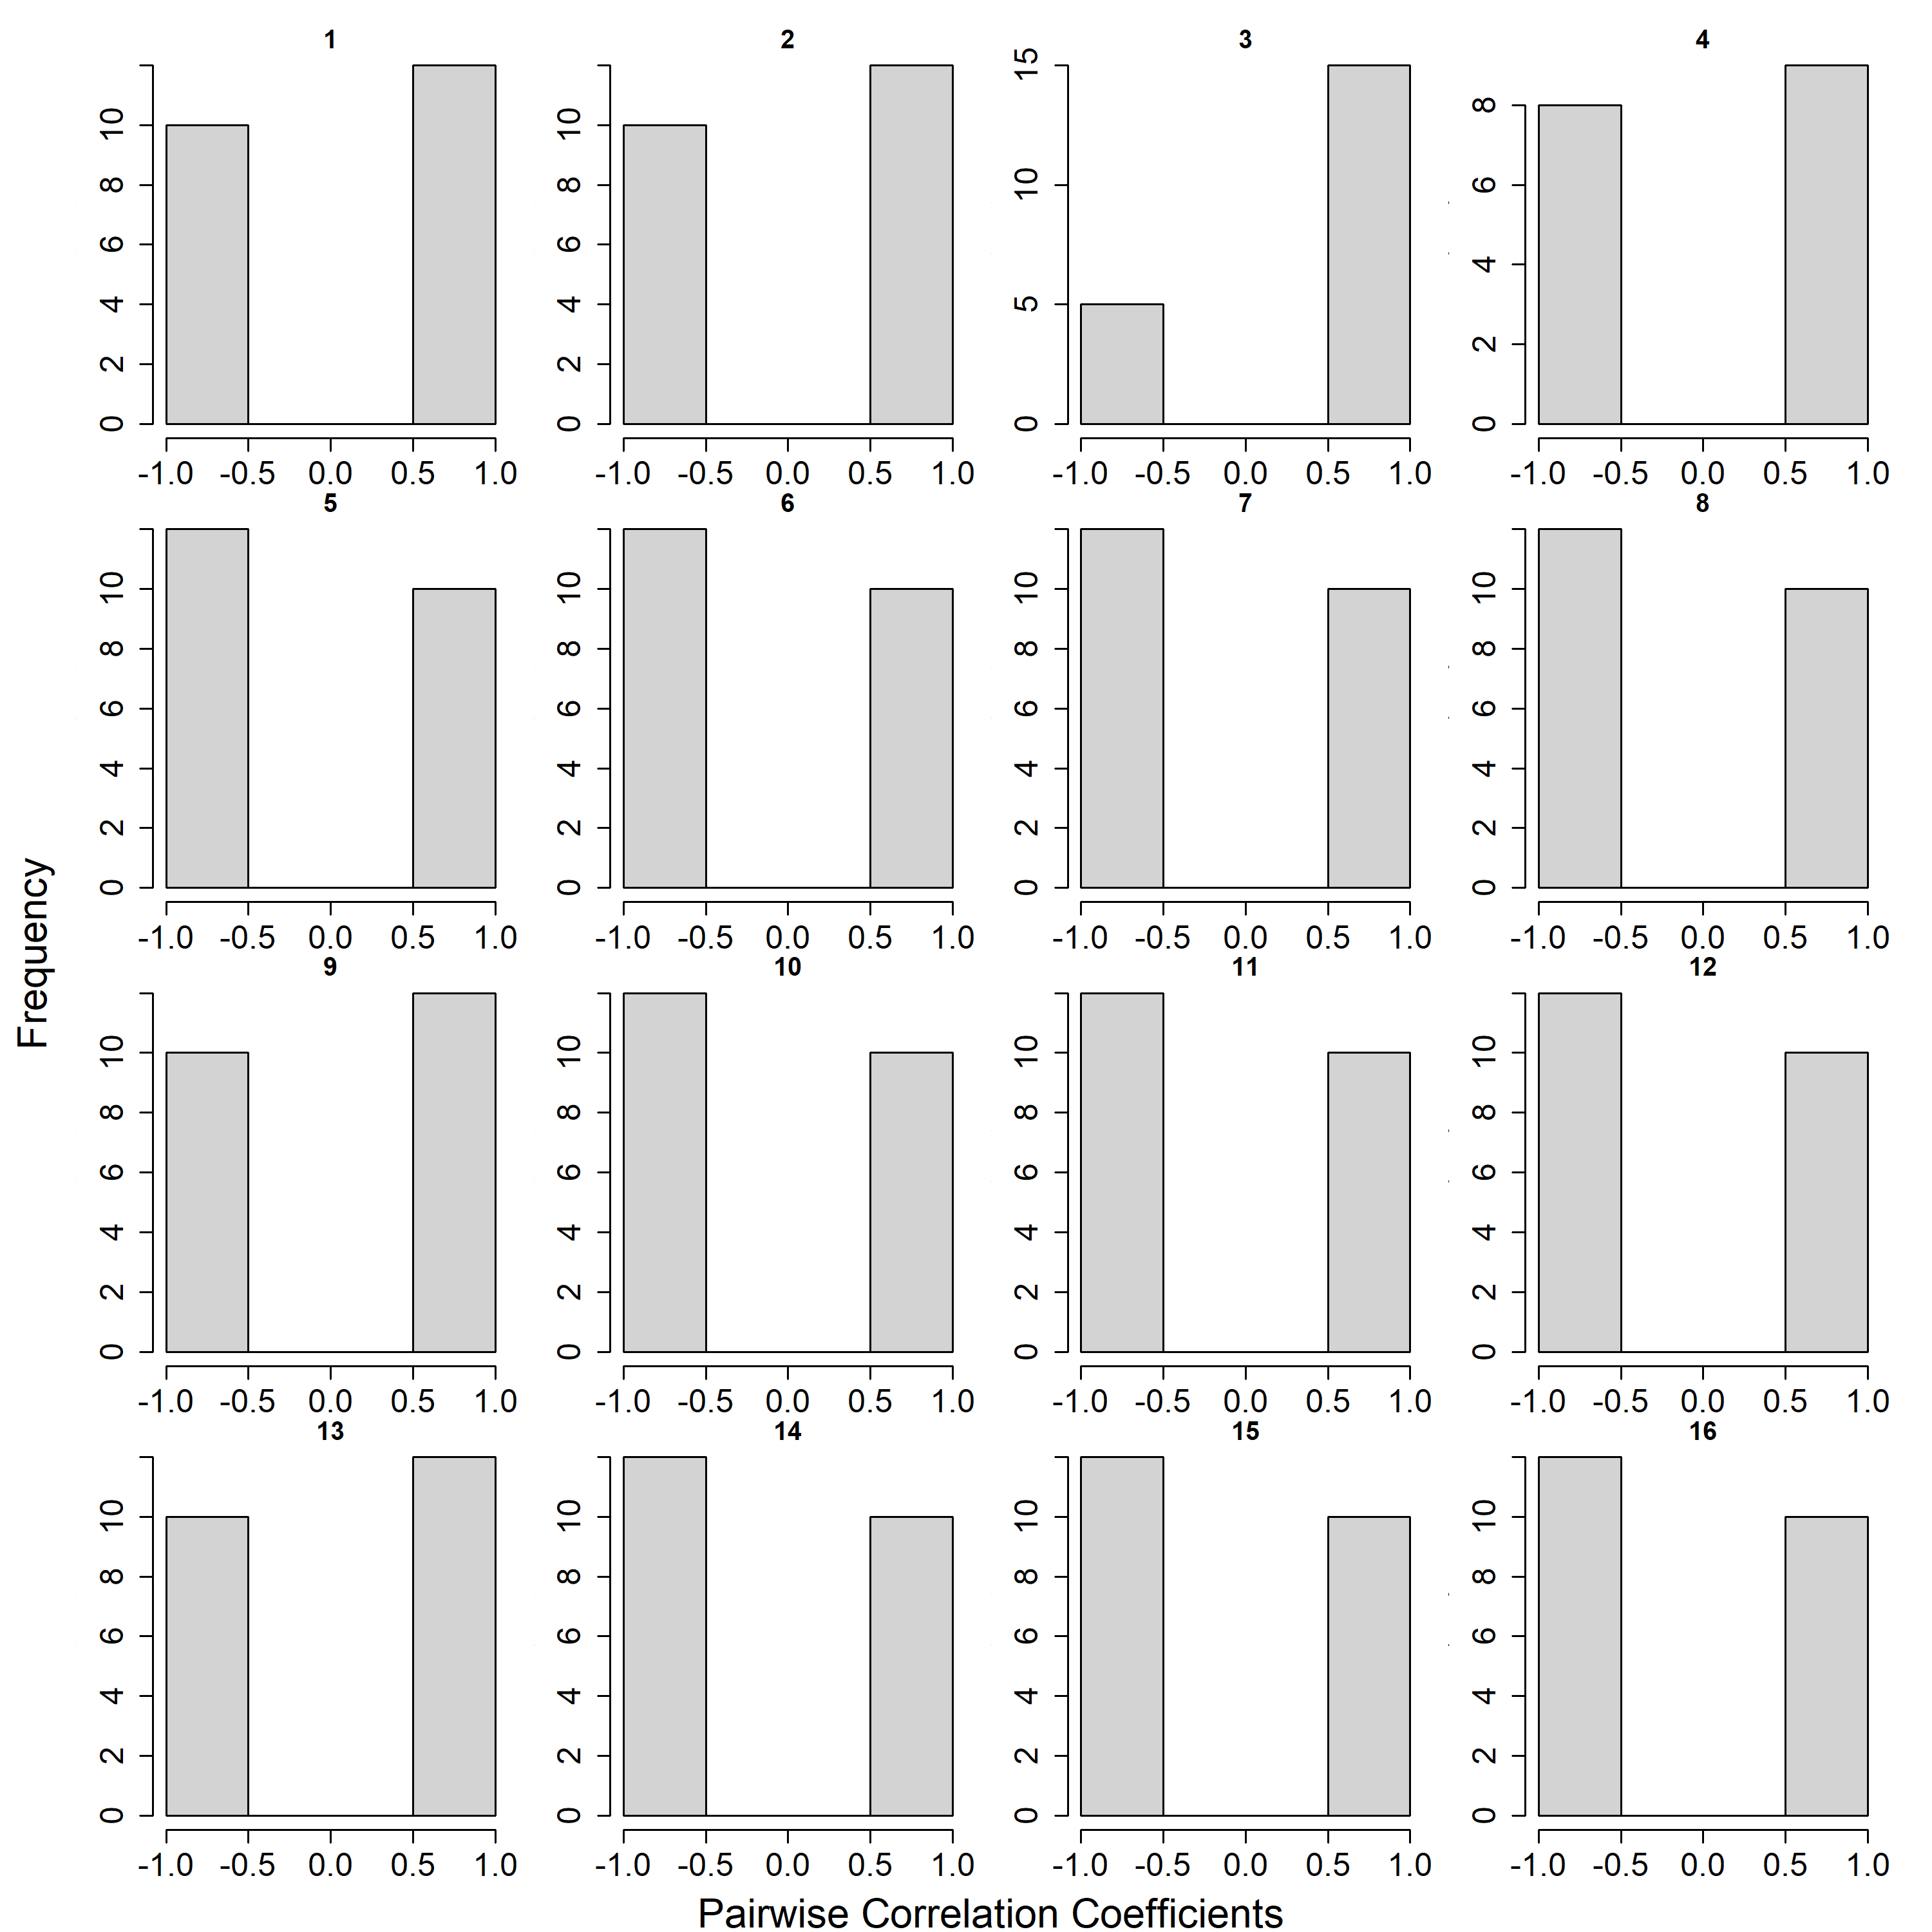 1 2 3 4
0 2 4 6 8 10 0 2 4 6 8 10 0 5 10 15 0 2 4 6 8
-1.0 -0.5 0.0 0.5 1.0 -1.0 -0.5 0.0 0.5 1.0 -1.0 -0.5 0.0 0.5 1.0 -1.0 -0.5 0.0 0.5 1.0
5 6 7 8
0 2 4 6 8 10 0 2 4 6 8 10 0 2 4 6 8 10 0 2 4 6 8 10
-1.0 -0.5 0.0 0.5 1.0 -1.0 -0.5 0.0 0.5 1.0 -1.0 -0.5 0.0 0.5 1.0 -1.0 -0.5 0.0 0.5 1.0
Frequency
9 10 11 12
0 2 4 6 8 10 0 2 4 6 8 10 0 2 4 6 8 10 0 2 4 6 8 10
-1.0 -0.5 0.0 0.5 1.0 -1.0 -0.5 0.0 0.5 1.0 -1.0 -0.5 0.0 0.5 1.0 -1.0 -0.5 0.0 0.5 1.0
13 14 15 16
0 2 4 6 8 10 0 2 4 6 8 10 0 2 4 6 8 10 0 2 4 6 8 10
-1.0 -0.5 0.0 0.5 1.0 -1.0 -0.5 0.0 0.5 1.0 -1.0 -0.5 0.0 0.5 1.0 -1.0 -0.5 0.0 0.5 1.0
Pairwise Correlation Coefficients